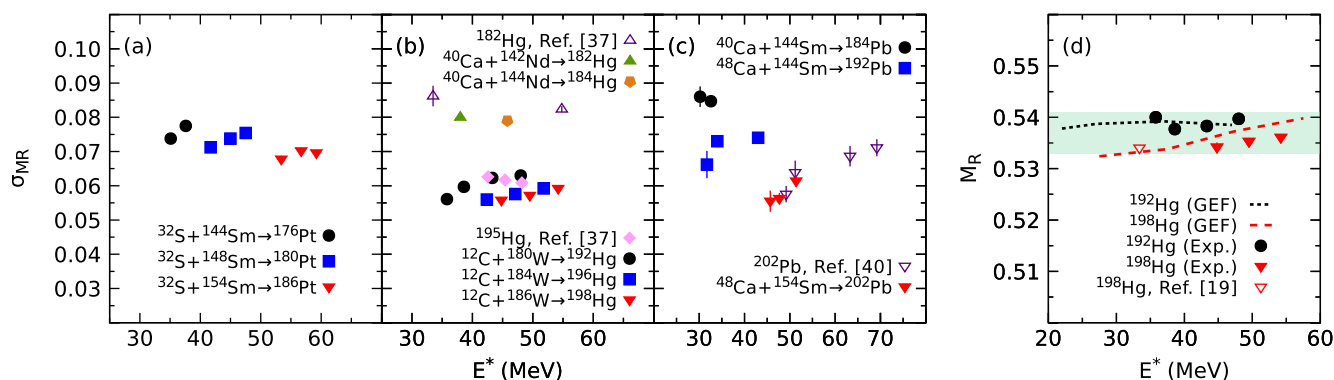 σMR
0.10
0.09
0.08
0.07
0.06
0.05
0.04
0.03
(a)
³²S+¹⁴⁴Sm→¹⁷⁶Pt
³²S+¹⁴⁸Sm→¹⁸⁰Pt
³²S+¹⁵⁴Sm→¹⁸⁶Pt
30 40 50 60
(b)
¹⁸²Hg, Ref. [37]
⁴⁰Ca+¹⁴²Nd→¹⁸²Hg
⁴⁰Ca+¹⁴⁴Nd→¹⁸⁴Hg
¹⁹⁵Hg, Ref. [37]
¹²C+¹⁸⁰W→¹⁹²Hg
¹²C+¹⁸⁴W→¹⁹⁶Hg
¹²C+¹⁸⁶W→¹⁹⁸Hg
30 40 50 60
E* (MeV)
(c)
⁴⁰Ca+¹⁴⁴Sm→¹⁸⁴Pb
⁴⁸Ca+¹⁴⁴Sm→¹⁹²Pb
²⁰²Pb, Ref. [40]
⁴⁸Ca+¹⁵⁴Sm→²⁰²Pb
30 40 50 60 70
MR
0.55
0.54
0.53
0.52
0.51
(d)
¹⁹²Hg (GEF)
¹⁹⁸Hg (GEF)
¹⁹²Hg (Exp.)
¹⁹⁸Hg (Exp.)
¹⁹⁸Hg, Ref. [19]
20 30 40 50 60
E* (MeV)